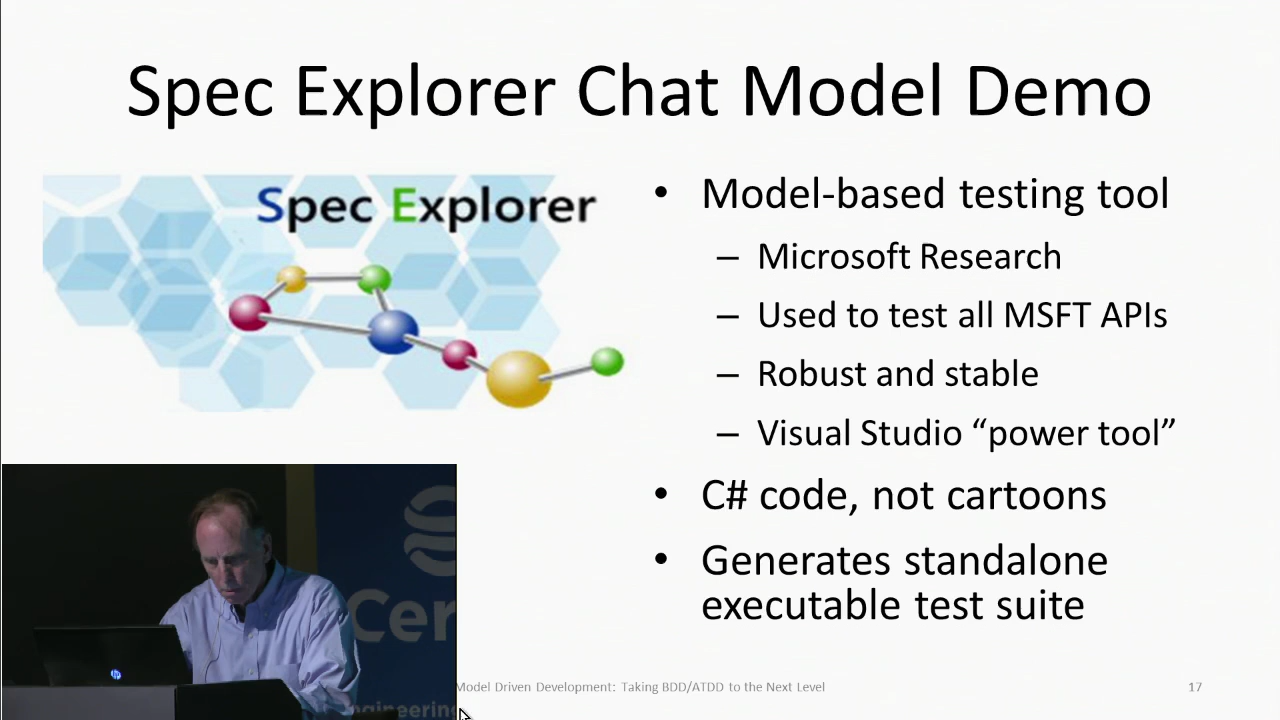 Spec Explorer Chat Model Demo
Spec Explorer
• Model-based testing tool
– Microsoft Research
– Used to test all MSFT APIs
– Robust and stable
– Visual Studio “power tool”
• C# code, not cartoons
• Generates standalone
executable test suite
Cer
hp
Model Driven Development: Taking BDD/ATDD to the Next Level
17